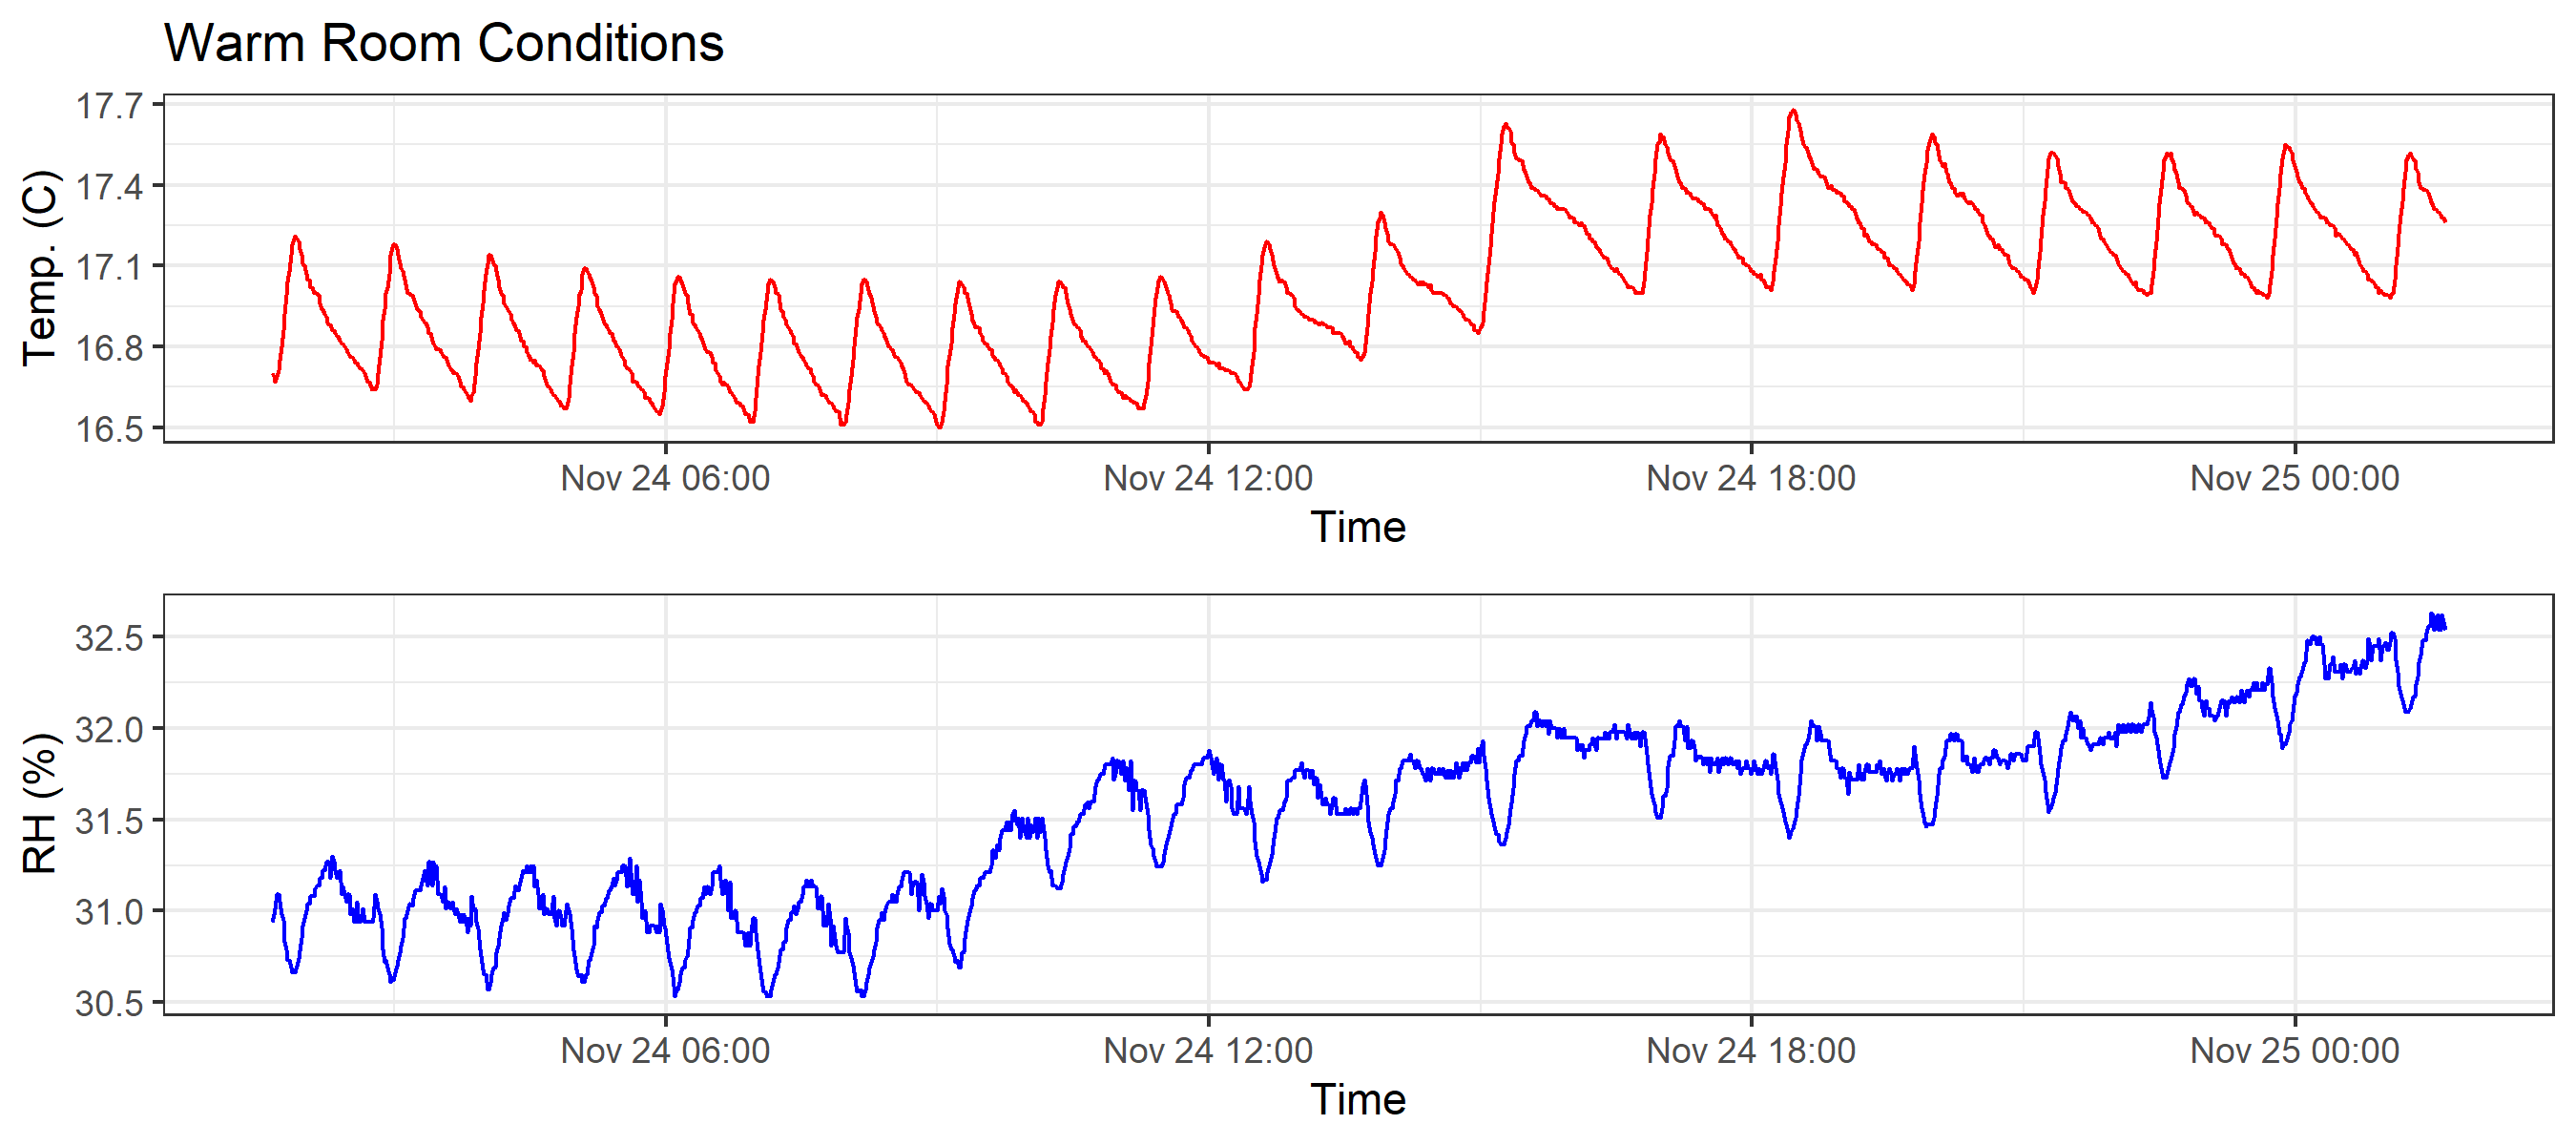 Warm Room Conditions
17.7
17.4
17.1
16.8
16.5
Temp. (C)
Nov 24 06:00 Nov 24 12:00 Nov 24 18:00 Nov 25 00:00
Time
32.5
32.0
31.5
31.0
30.5
RH (%)
Nov 24 06:00 Nov 24 12:00 Nov 24 18:00 Nov 25 00:00
Time